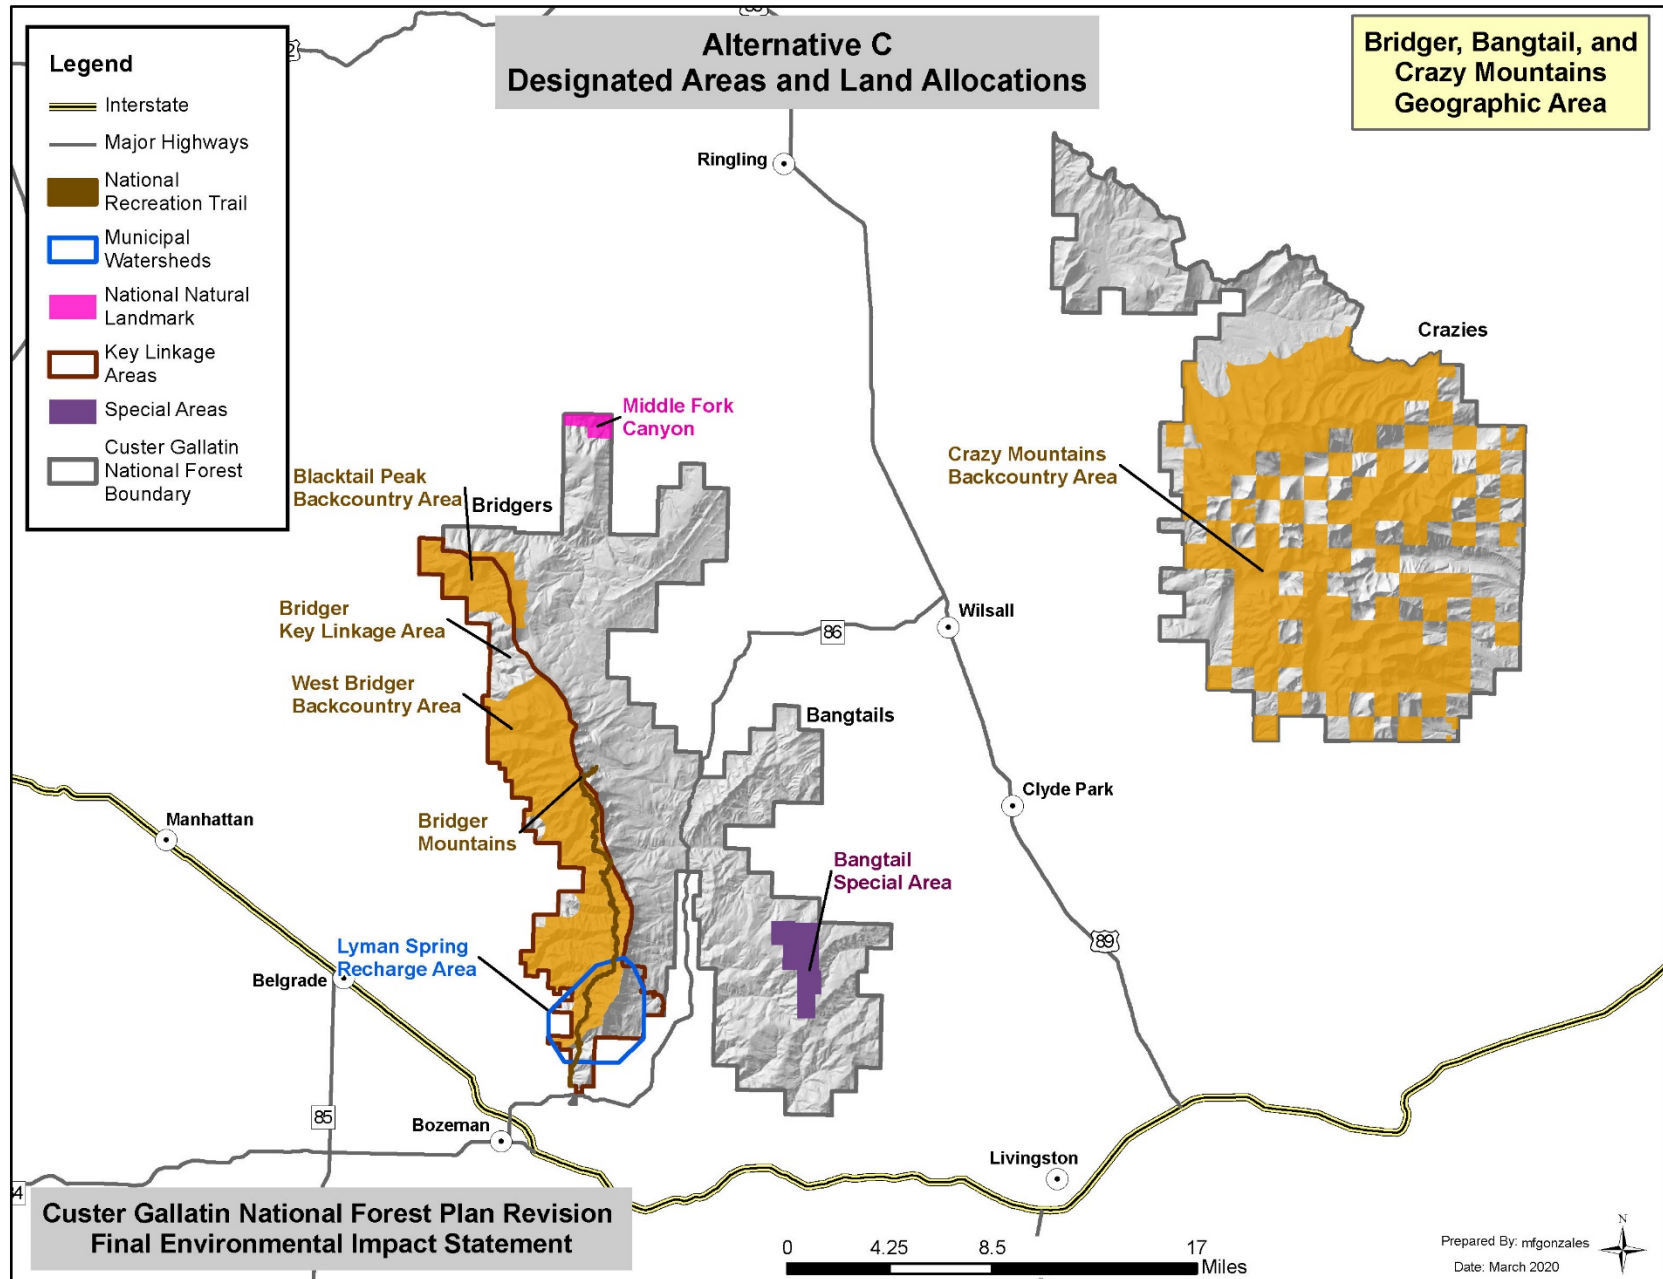 Alternative C
Designated Areas and Land Allocations
Bridger, Bangtail, and
Crazy Mountains
Geographic Area
Legend
Interstate
Major Highways
National
Recreation Trail
Municipal
Watersheds
National Natural
Landmark
Key Linkage
Areas
Special Areas
Custer Gallatin
National Forest
Boundary
Ringling
Crazies
Middle Fork
Canyon
Blacktail Peak
Backcountry Area
Bridgers
Crazy Mountains
Backcountry Area
Bridger
Key Linkage Area
86
Wilsall
West Bridger
Backcountry Area
Bangtails
Clyde Park
Manhattan
Bridger
Mountains
Bangtail
Special Area
89
Lyman Spring
Recharge Area
Belgrade
85
Bozeman
Livingston
Custer Gallatin National Forest Plan Revision
Final Environmental Impact Statement
0 4.25 8.5 17
Miles
N
Prepared By: mfgonzales
Date: March 2020